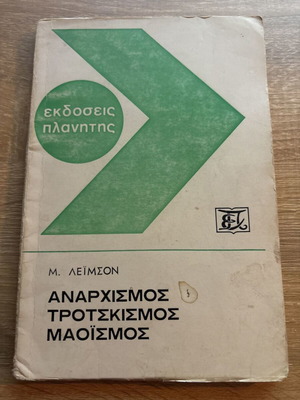 εκδοσεις
πλανητης
Μ. ΛΕΪΜΣΟΝ
ΑΝΑΡΧΙΣΜΟΣ
ΤΡΟΤΣΚΙΣΜΟΣ
ΜΑΟΪΣΜΟΣ